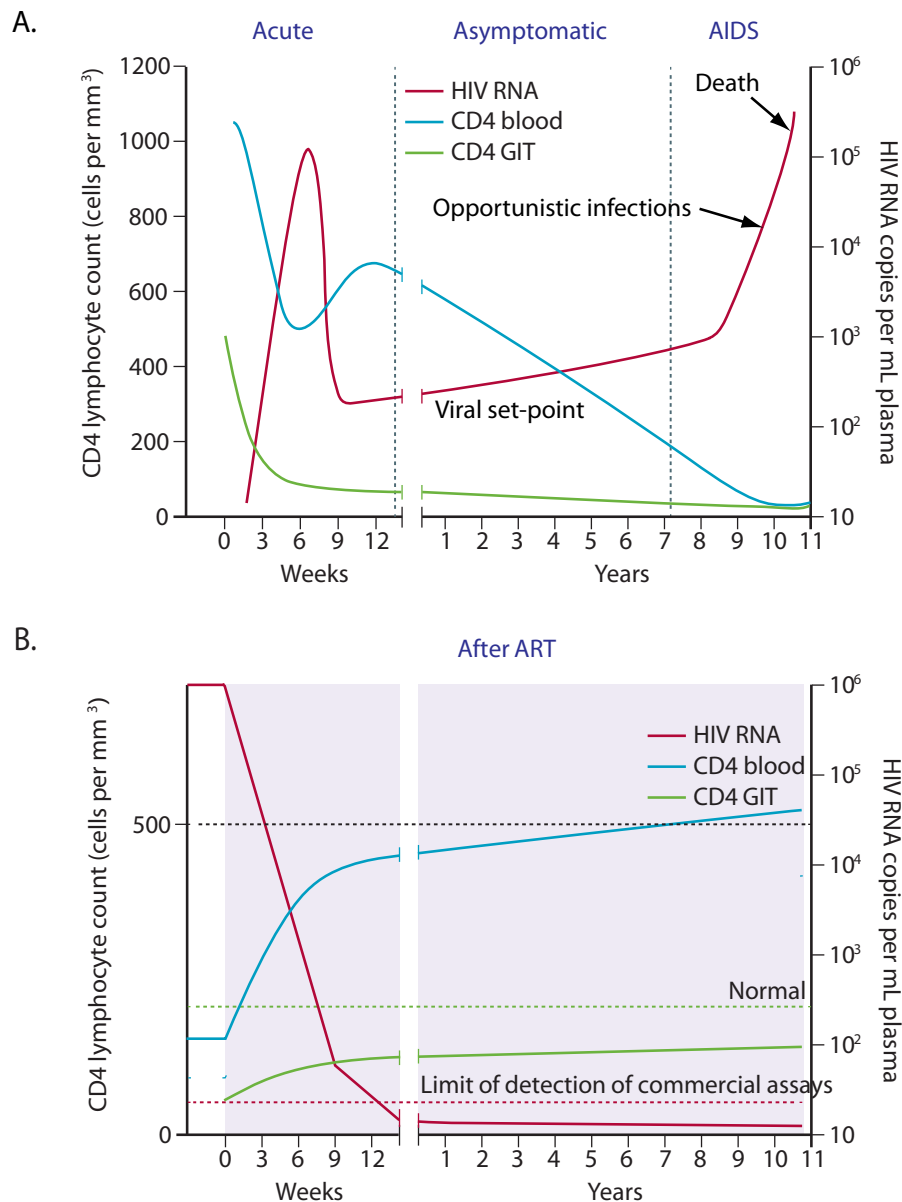 A.
Acute
Asymptomatic
AIDS
CD4 lymphocyte count (cells per mm³)
1200
1000
800
600
400
200
0
HIV RNA
CD4 blood
CD4 GIT
Death
Opportunistic infections
Viral set-point
10⁶
10⁵
10⁴
10³
10²
10
HIV RNA copies per mL plasma
0 3 6 9 12
1 2 3 4 5 6 7 8 9 10 11
Weeks
Years
B.
After ART
CD4 lymphocyte count (cells per mm³)
500
0
HIV RNA
CD4 blood
CD4 GIT
Normal
Limit of detection of commercial assays
10⁶
10⁵
10⁴
10³
10²
10
HIV RNA copies per mL plasma
0 3 6 9 12
1 2 3 4 5 6 7 8 9 10 11
Weeks
Years